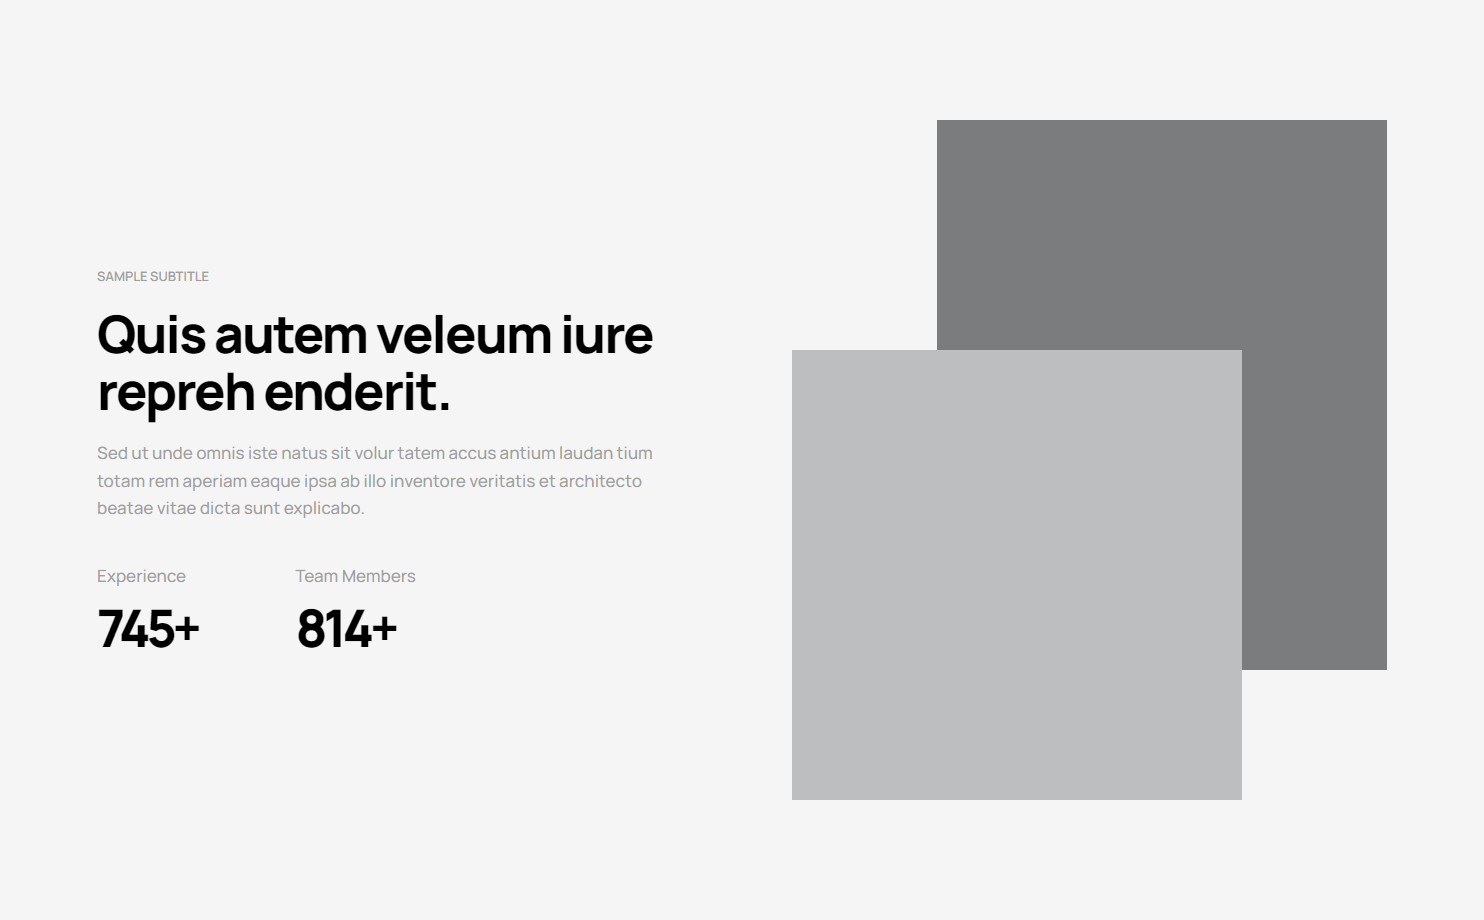 SAMPLE SUBTITLE
Quis autem veleum iure
repreh enderit.
Sed ut unde omnis iste natus sit volur tatem accus antium laudan tium
totam rem aperiam eaque ipsa ab illo inventore veritatis et architecto
beatae vitae dicta sunt explicabo.
Experience
745+
Team Members
814+